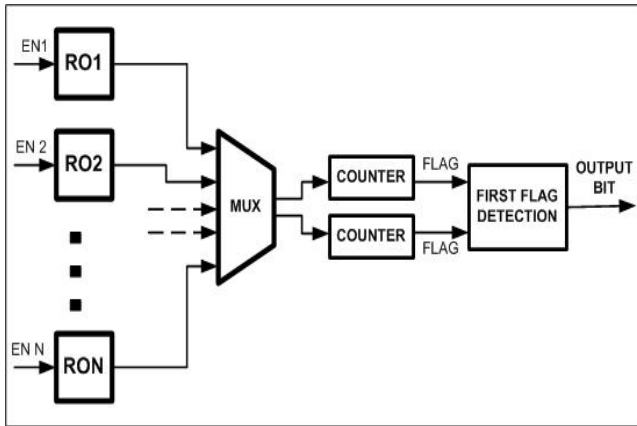 EN1
RO1
EN 2
RO2
MUX
COUNTER
FLAG
COUNTER
FLAG
FIRST FLAG
DETECTION
OUTPUT
BIT
EN N
RON